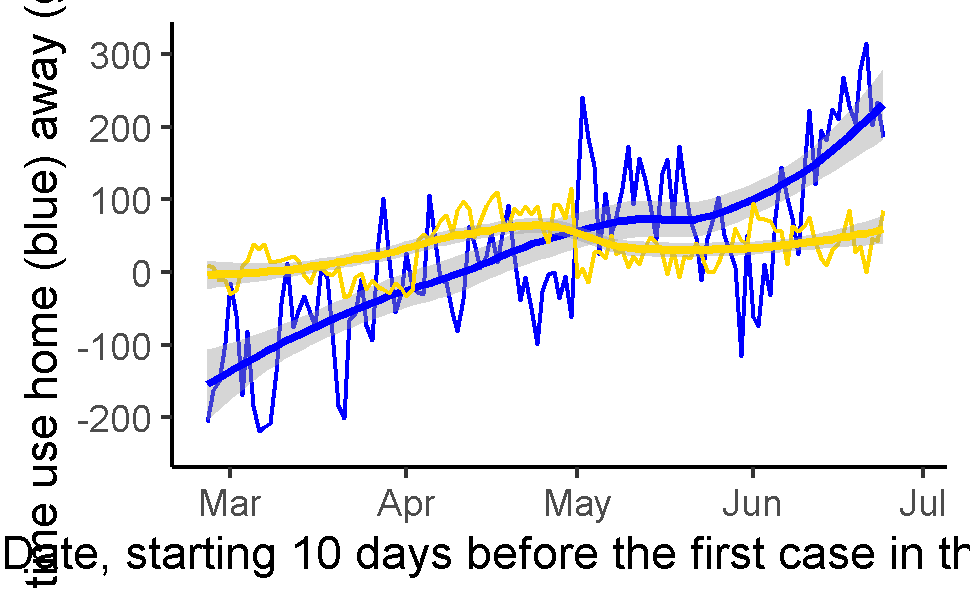 time use home (blue) away (
300
200
100
0
-100
-200
Mar Apr May Jun Jul
Date, starting 10 days before the first case in th